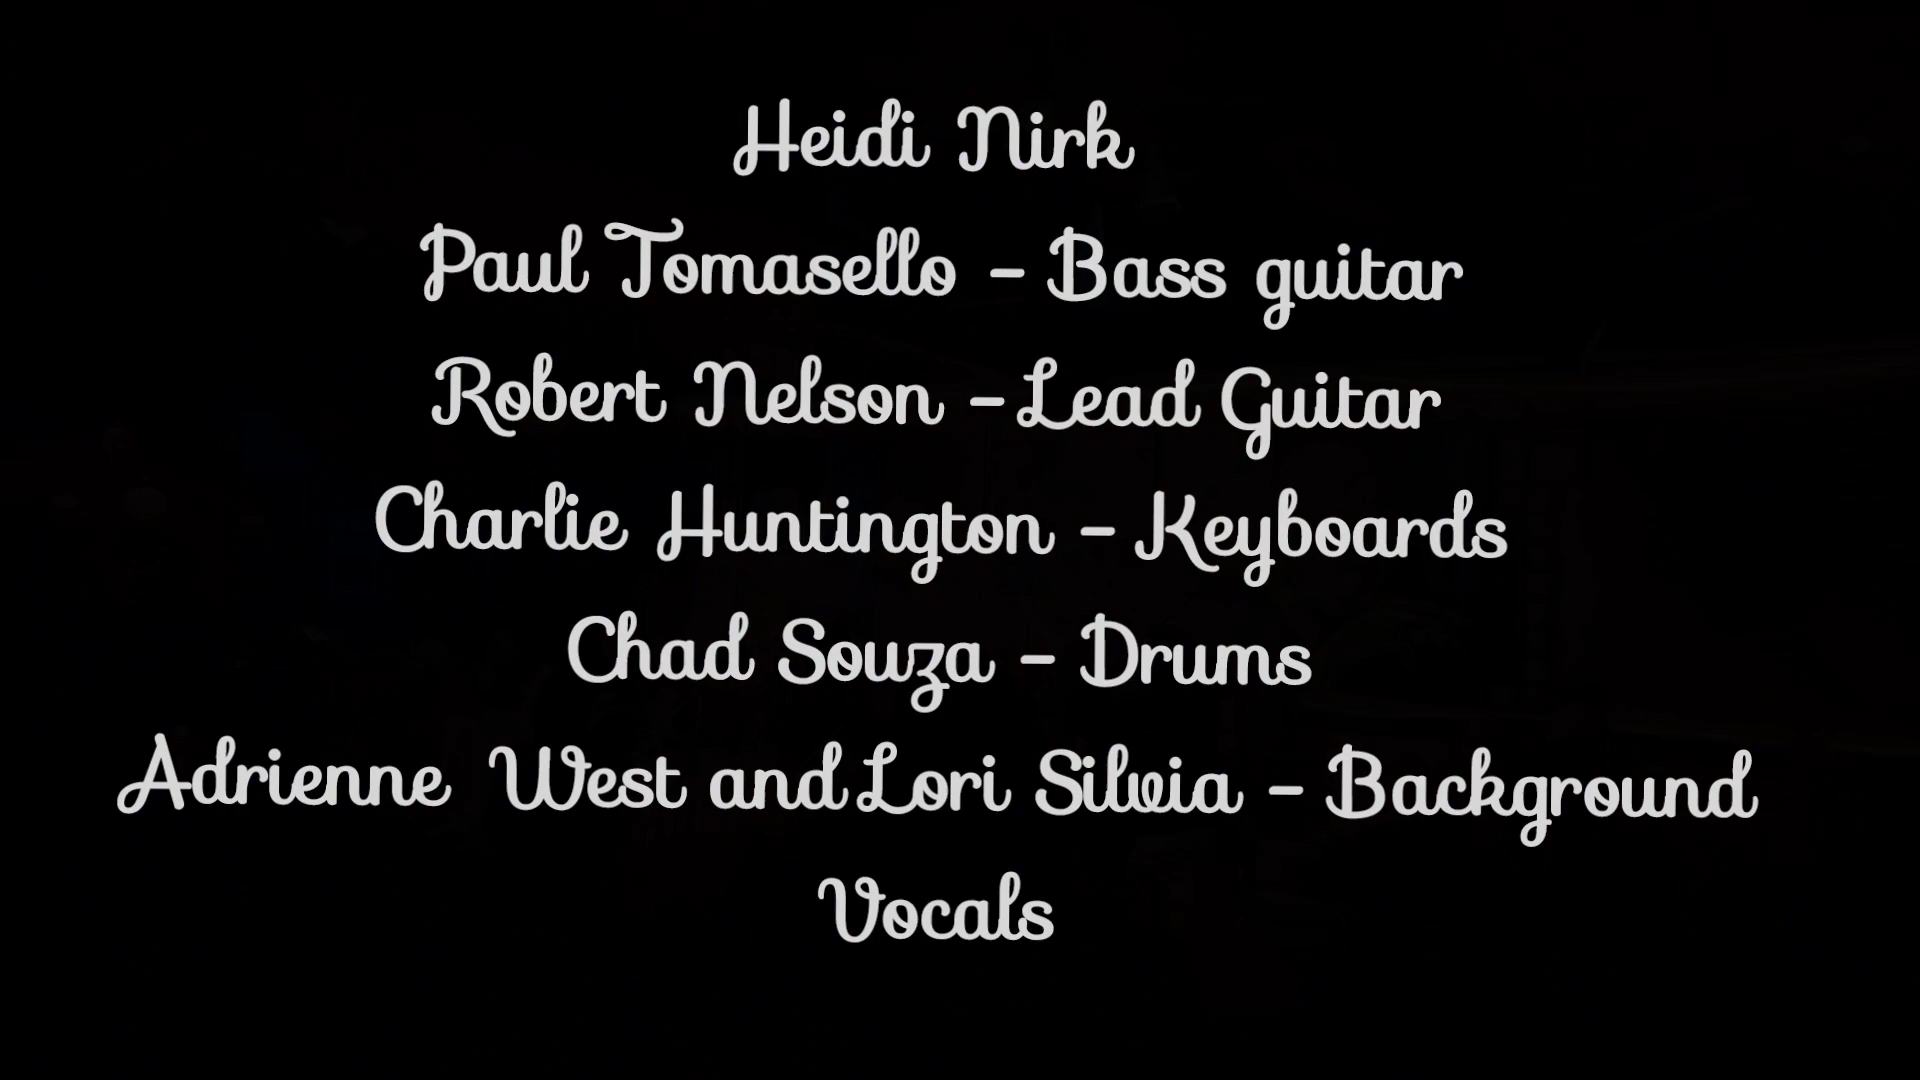 Heidi Nirk
Paul Tomasello - Bass guitar
Robert Nelson - Lead Guitar
Charlie Huntington - Keyboards
Chad Souza - Drums
Adrienne West and Lori Silvia - Background
Vocals